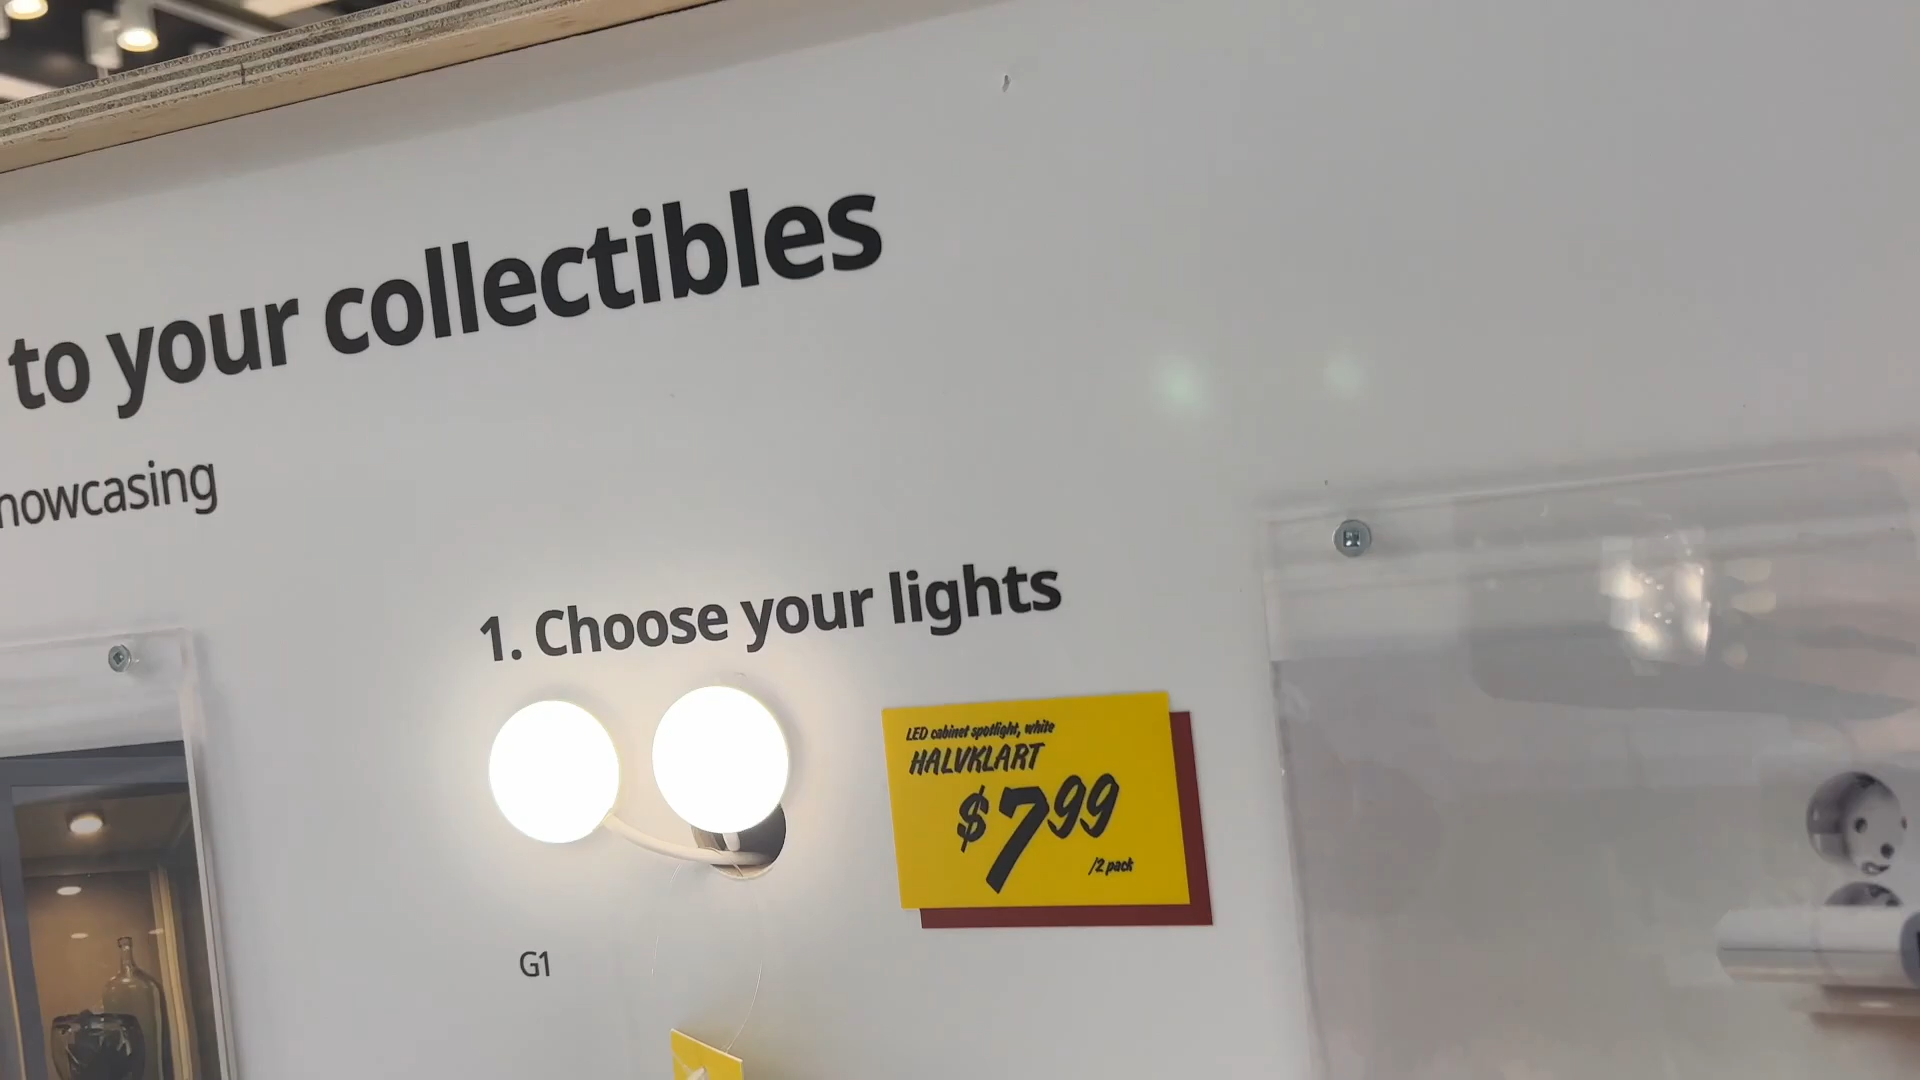 to your collectibles
howcasing
1. Choose your lights
LED cabinet spotlight, white
HALVKLART
$7.99
/2 pack
G1